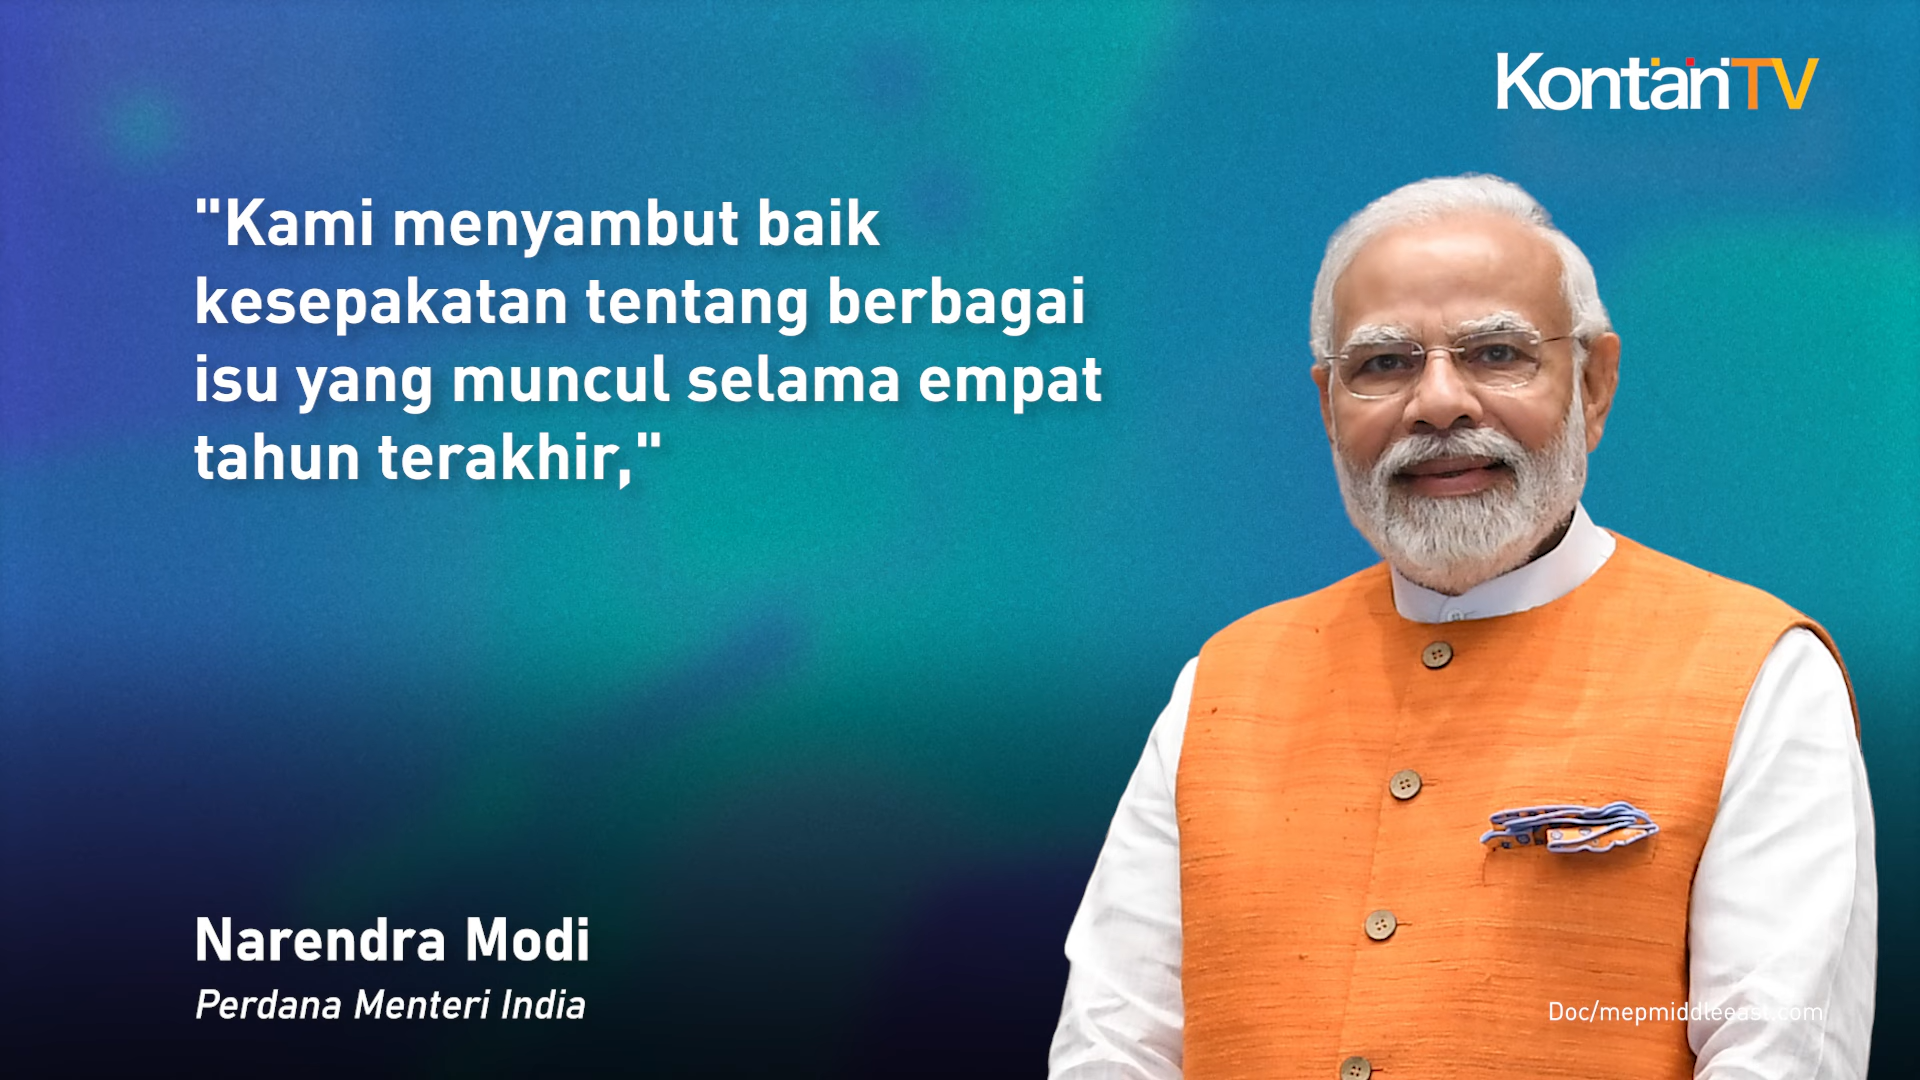 KontanTV
"Kami menyambut baik
kesepakatan tentang berbagai
isu yang muncul selama empat
tahun terakhir,"
Narendra Modi
Perdana Menteri India
Doc/mepmiddleeast.com